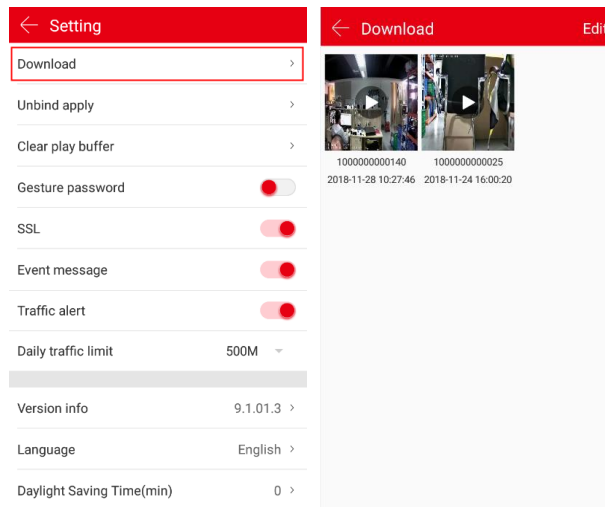 Setting
Download
Unbind apply
Clear play buffer
Gesture password
SSL
Event message
Traffic alert
Daily traffic limit 500M
Version info 9.1.01.3
Language English
Daylight Saving Time(min) 0
Download Edit
1000000000140 1000000000025
2018-11-28 10:27:46 2018-11-24 16:00:20